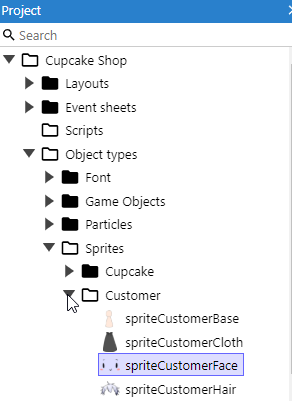 Project
Search
Cupcake Shop
Layouts
Event sheets
Scripts
Object types
Font
Game Objects
Particles
Sprites
Cupcake
Customer
spriteCustomerBase
spriteCustomerCloth
spriteCustomerFace
spriteCustomerHair